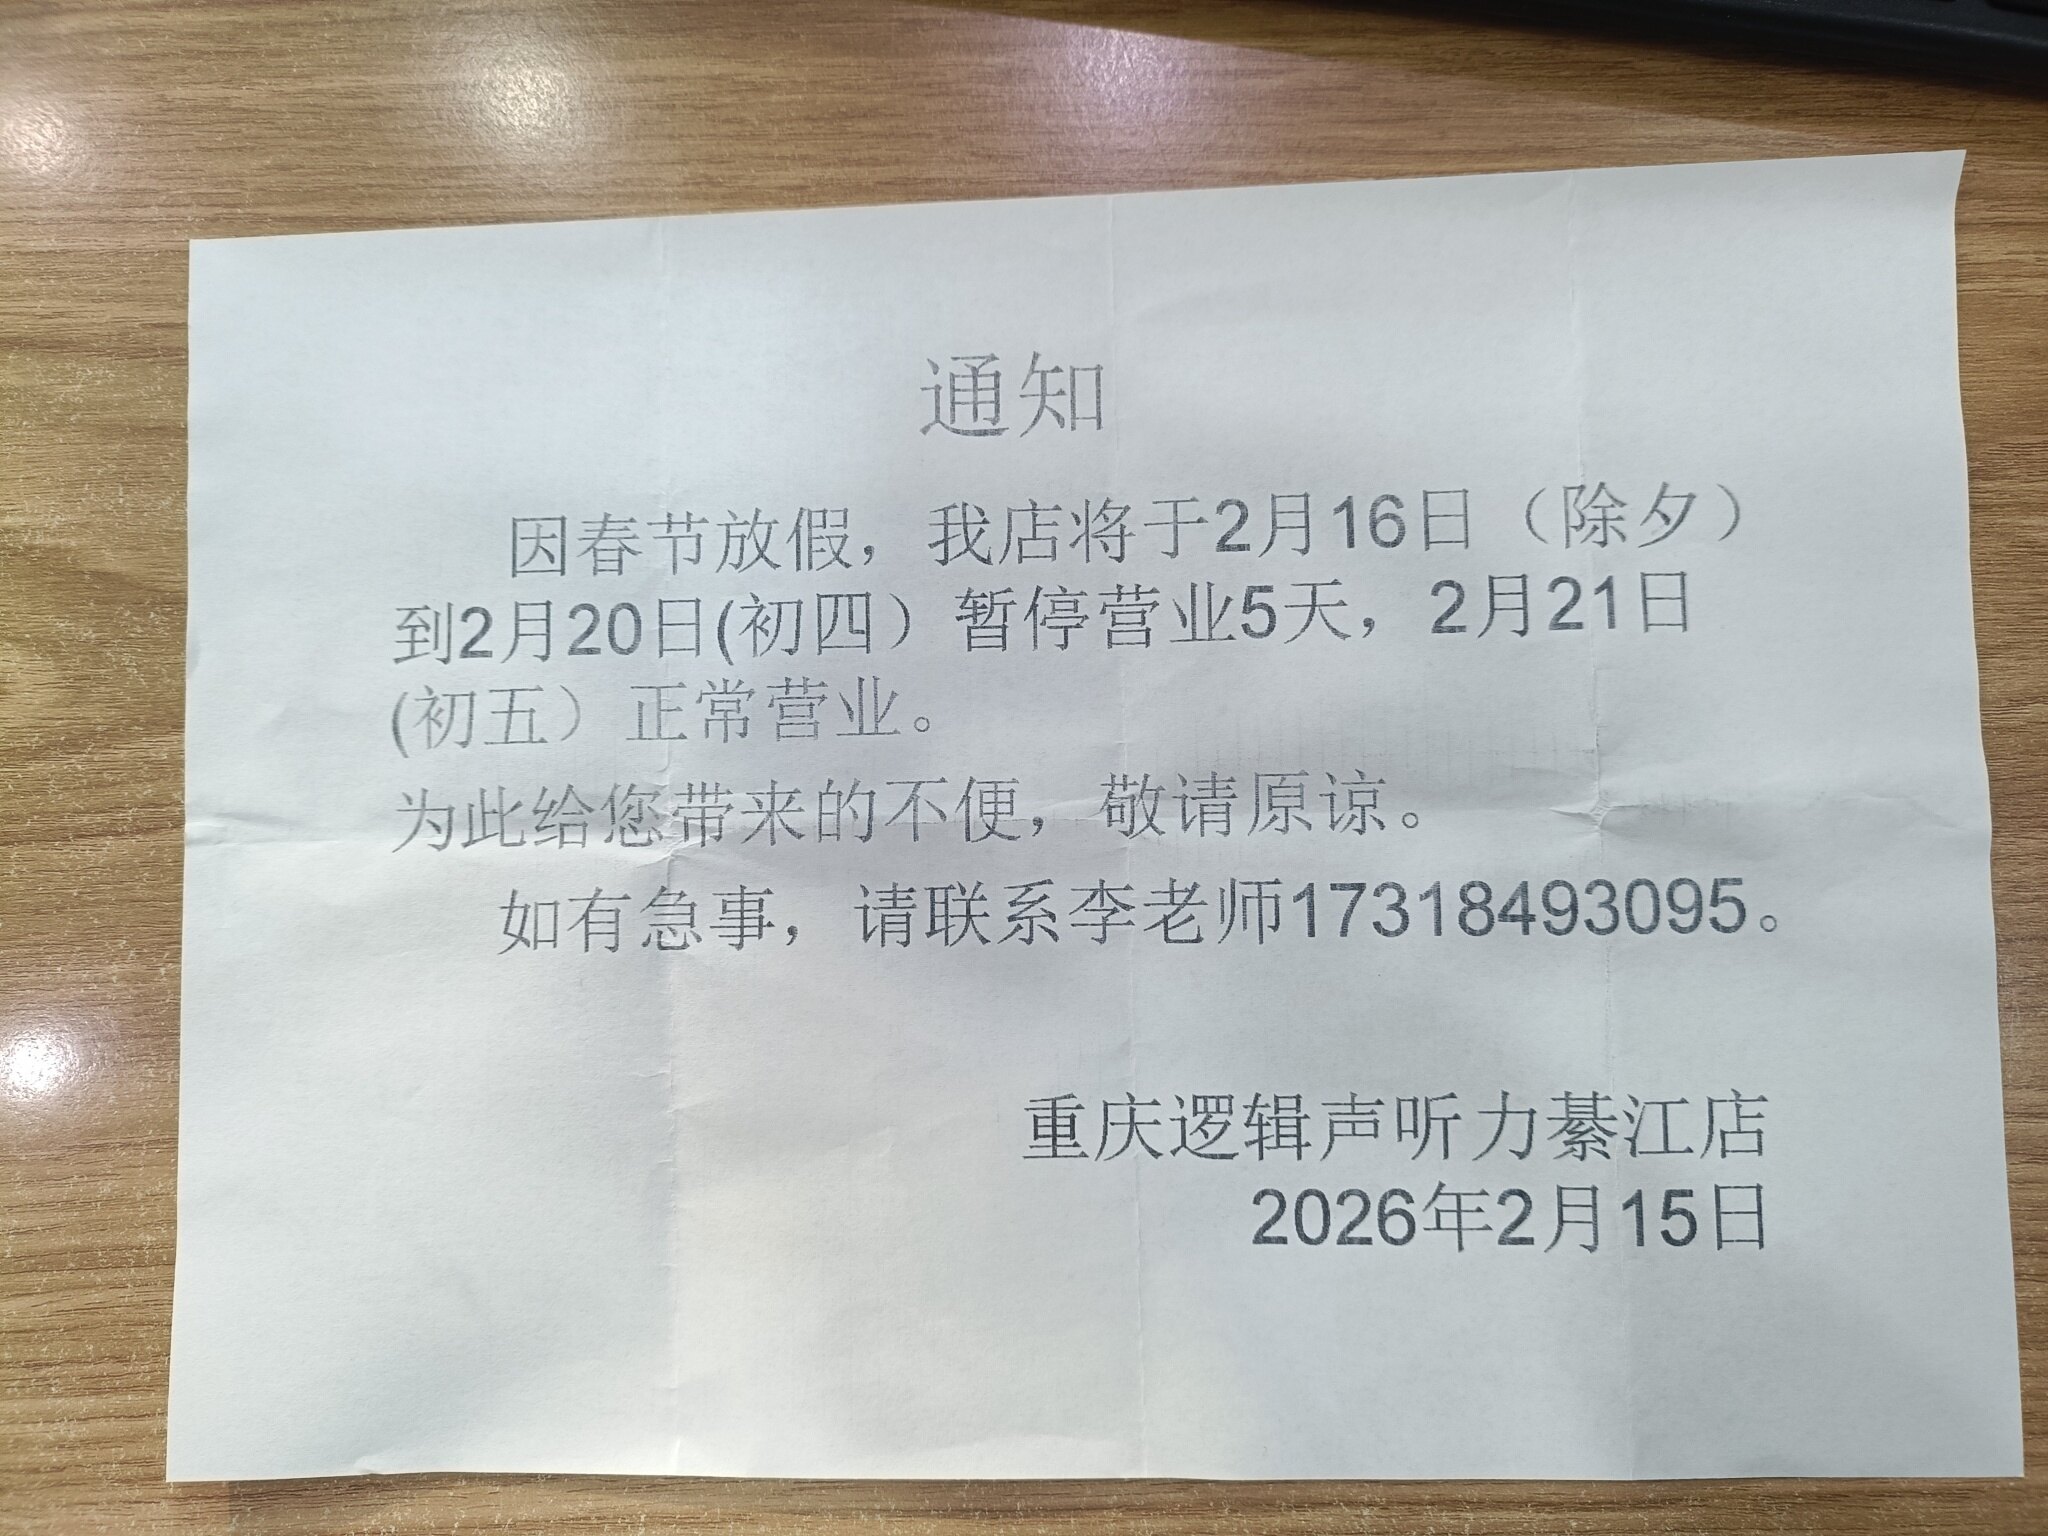 通知
因春节放假，我店将于2月16日（除夕）
到2月20日(初四）暂停营业5天，2月21日
(初五）正常营业。
为此给您带来的不便，敬请原谅。
如有急事，请联系李老师17318493095。
重庆逻辑声听力綦江店
2026年2月15日